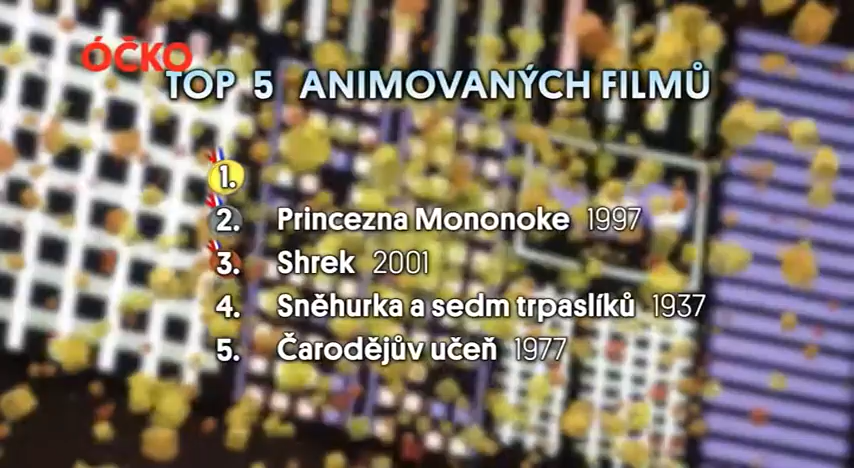 ÓČKO
TOP 5 ANIMOVANÝCH FILMŮ
1.
2. Princezna Mononoke 1997
3. Shrek 2001
4. Sněhurka a sedm trpaslíků 1937
5. Čarodějův učeň 1977